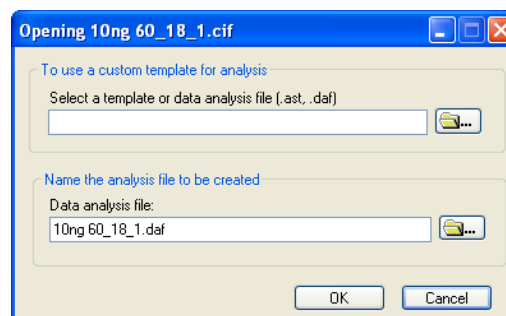 Opening 10ng 60_18_1.cif
To use a custom template for analysis
Select a template or data analysis file (.ast, .daf)
...
Name the analysis file to be created
Data analysis file:
10ng 60_18_1.daf
...
OK Cancel